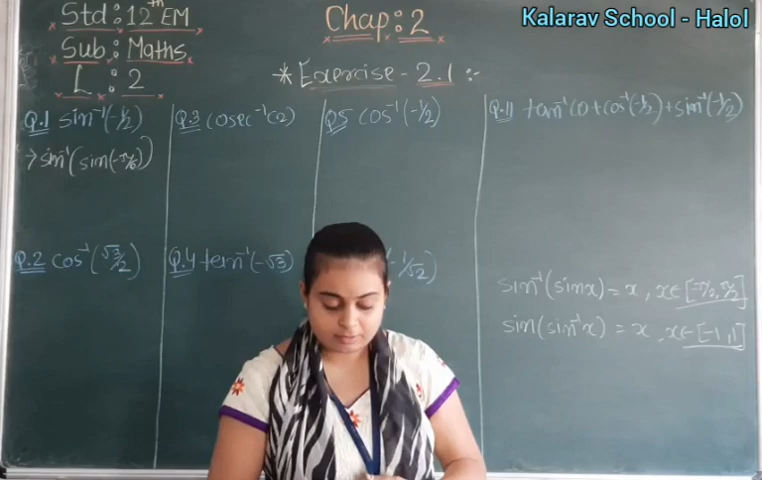 Std : 12th EM
Sub : Maths
L : 2
Chap : 2
Kalarav School - Halol
* Exercise - 2.1 :-
Q.1 sin⁻¹(-1/2)
→ sin⁻¹(sin(-π/6))
Q.2 cos⁻¹(√3/2)
Q.3 cosec⁻¹(2)
Q.4 tan⁻¹(-√3)
Q.5 cos⁻¹(-1/2)
(-1/√2)
Q.11 tan⁻¹(1)+cos⁻¹(-1/2)+sin⁻¹(-1/2)
sin⁻¹(sinx) = x, x∈[-π/2, π/2]
sin(sin⁻¹x) = x, x∈[-1,1]